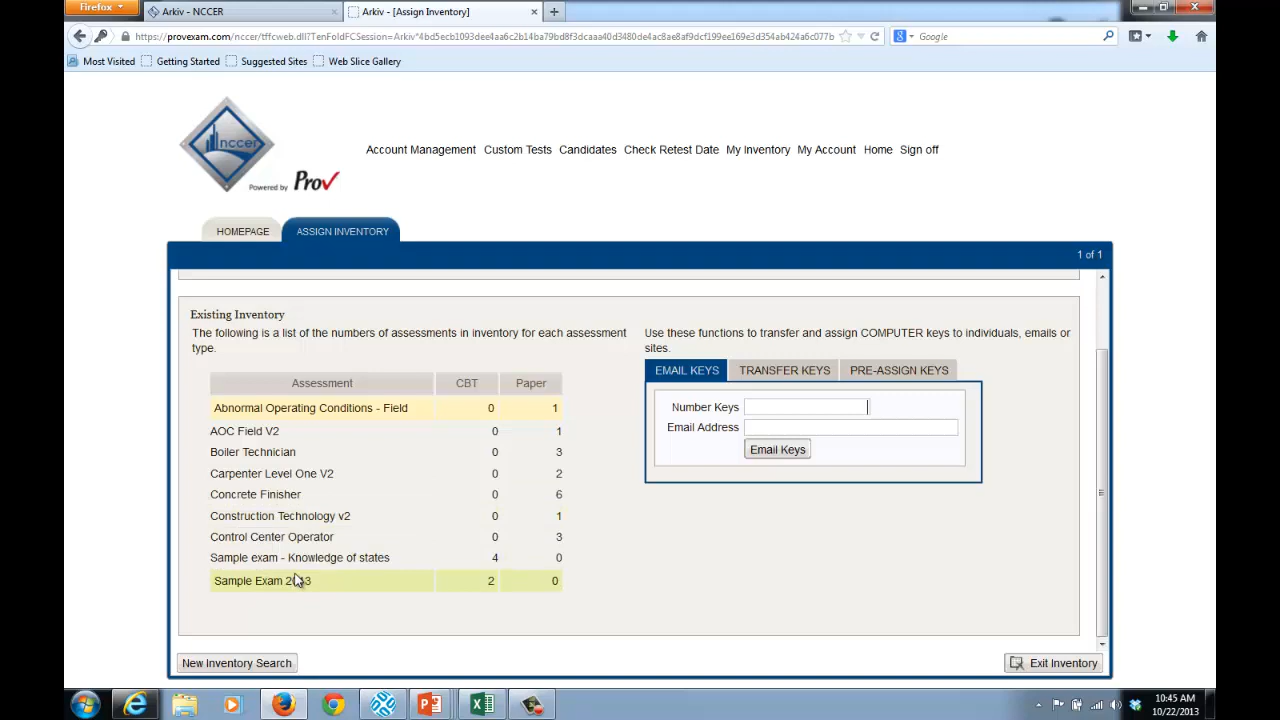 Firefox
Arkiv - NCCER
Arkiv - [Assign Inventory]
https://provexam.com/nccer/tffcweb.dll?TenFoldFCSession=Arkiv*4bd5ecb1093dee4aa6c2b14ba79bd8f3dcaaa40d3480de4ac8ae8af9dcf199ee169e3d354ab424a6c077b
Google
Most Visited
Getting Started
Suggested Sites
Web Slice Gallery
nccer
Powered by Prov
Account Management
Custom Tests
Candidates
Check Retest Date
My Inventory
My Account
Home
Sign off
HOMEPAGE
ASSIGN INVENTORY
1 of 1
Existing Inventory
The following is a list of the numbers of assessments in inventory for each assessment
type.
Assessment CBT Paper
Abnormal Operating Conditions - Field 0 1
AOC Field V2 0 1
Boiler Technician 0 3
Carpenter Level One V2 0 2
Concrete Finisher 0 6
Construction Technology v2 0 1
Control Center Operator 0 3
Sample exam - Knowledge of states 4 0
Sample Exam 2013 2 0
Use these functions to transfer and assign COMPUTER keys to individuals, emails or
sites.
EMAIL KEYS
TRANSFER KEYS
PRE-ASSIGN KEYS
Number Keys
Email Address
Email Keys
New Inventory Search
Exit Inventory
10:45 AM
10/22/2013